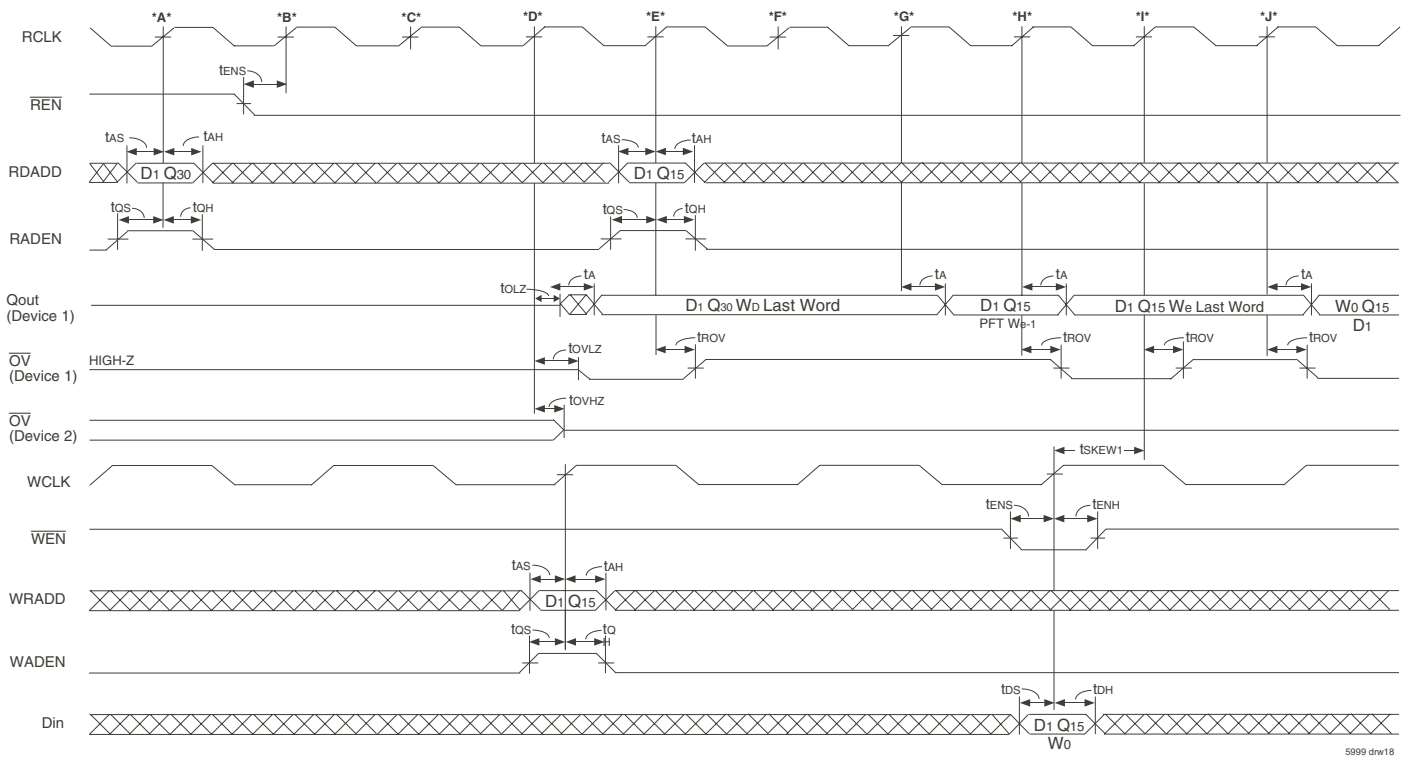 *A* *B* *C* *D* *E* *F* *G* *H* *I* *J*
RCLK
tENS
REN
tAS tAH tAS tAH
RDADD D1 Q30 D1 Q15
tQS tQH tQS tQH
RADEN
tA tA tA tA
tOLZ
Qout
(Device 1)
D1 Q30 WD Last Word D1 Q15 D1 Q15 We Last Word W0 Q15
PFT We-1 D1
tOVLZ tROV tROV tROV tROV
OV
(Device 1)
HIGH-Z
tOVHZ
OV
(Device 2)
tSKEW1
WCLK
tENS tENH
WEN
tAS tAH
WRADD D1 Q15
tQS tQ
H
WADEN
tDS tDH
Din D1 Q15
W0
5999 drw18